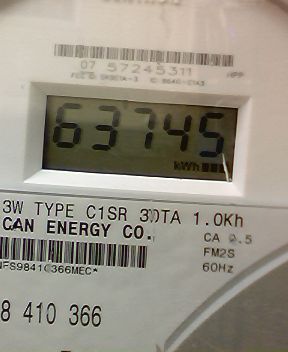 07 57245311
63745
kWh
3W TYPE C1SR 30TA 1.0Kh
CAN ENERGY CO.
CA 0.5
FM2S
60Hz
8 410 366